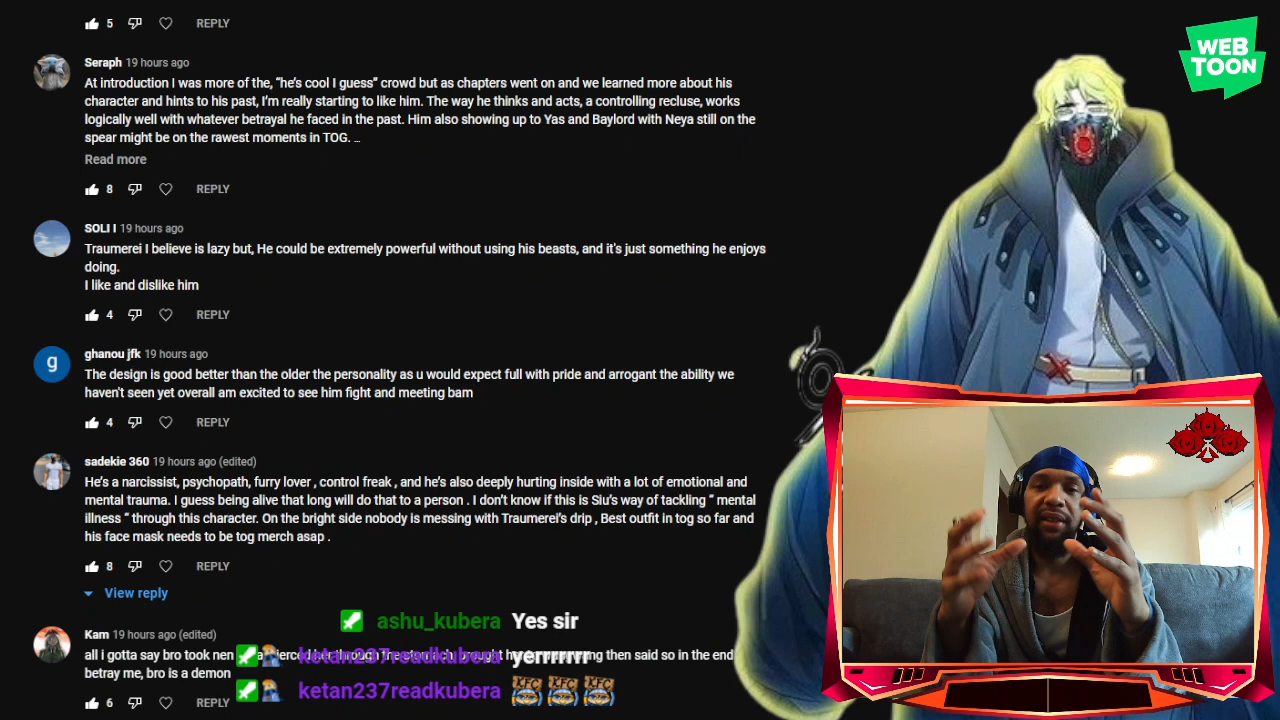 5 REPLY
Seraph 19 hours ago
At introduction I was more of the, “he's cool I guess” crowd but as chapters went on and we learned more about his
character and hints to his past, I'm really starting to like him. The way he thinks and acts, a controlling recluse, works
logically well with whatever betrayal he faced in the past. Him also showing up to Yas and Baylord with Neya still on the
spear might be on the rawest moments in TOG. ...
Read more
8 REPLY
SOLI I 19 hours ago
Traumerei I believe is lazy but, He could be extremely powerful without using his beasts, and it's just something he enjoys
doing.
I like and dislike him
4 REPLY
g
ghanou jfk 19 hours ago
The design is good better than the older the personality as u would expect full with pride and arrogant the ability we
haven't seen yet overall am excited to see him fight and meeting bam
4 REPLY
sadekie 360 19 hours ago (edited)
He's a narcissist, psychopath, furry lover , control freak , and he's also deeply hurting inside with a lot of emotional and
mental trauma. I guess being alive that long will do that to a person . I don't know if this is Siu's way of tackling “ mental
illness “ through this character. On the bright side nobody is messing with Traumerei's drip , Best outfit in tog so far and
his face mask needs to be tog merch asap .
8 REPLY
View reply
ashu_kubera Yes sir
Kam 19 hours ago (edited)
all i gotta say bro took nen through the then said so in the end
ketan237readkubera yerrrrrrr
betray me, bro is a demon
ketan237readkubera KFC KFC KFC
6 REPLY
WEB
TOON